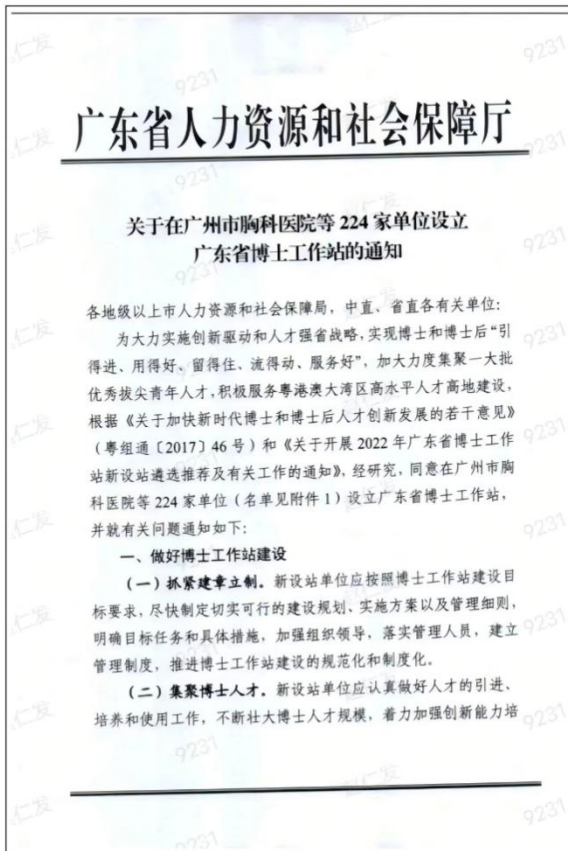 广东省人力资源和社会保障厅
关于在广州市胸科医院等 224 家单位设立
广东省博士工作站的通知
各地级以上市人力资源和社会保障局，中直、省直各有关单位：
为大力实施创新驱动和人才强省战略，实现博士和博士后“引
得进、用得好、留得住、流得动、服务好”，加大力度集聚一大批
优秀拔尖青年人才，积极服务粤港澳大湾区高水平人才高地建设，
根据《关于加快新时代博士和博士后人才创新发展的若干意见》
（粤组通〔2017〕46 号）和《关于开展 2022 年广东省博士工作
站新设站遴选推荐及有关工作的通知》，经研究，同意在广州市胸
科医院等 224 家单位（名单见附件 1）设立广东省博士工作站，
并就有关问题通知如下：
一、做好博士工作站建设
（一）抓紧建章立制。新设站单位应按照博士工作站建设目
标要求，尽快制定切实可行的建设规划、实施方案以及管理细则，
明确目标任务和具体措施，加强组织领导，落实管理人员，建立
管理制度，推进博士工作站建设的规范化和制度化。
（二）集聚博士人才。新设站单位应认真做好人才的引进、
培养和使用工作，不断壮大博士人才规模，着力加强创新能力培
9231
9231
9231
9231
9231
9231
9231
9231
9231